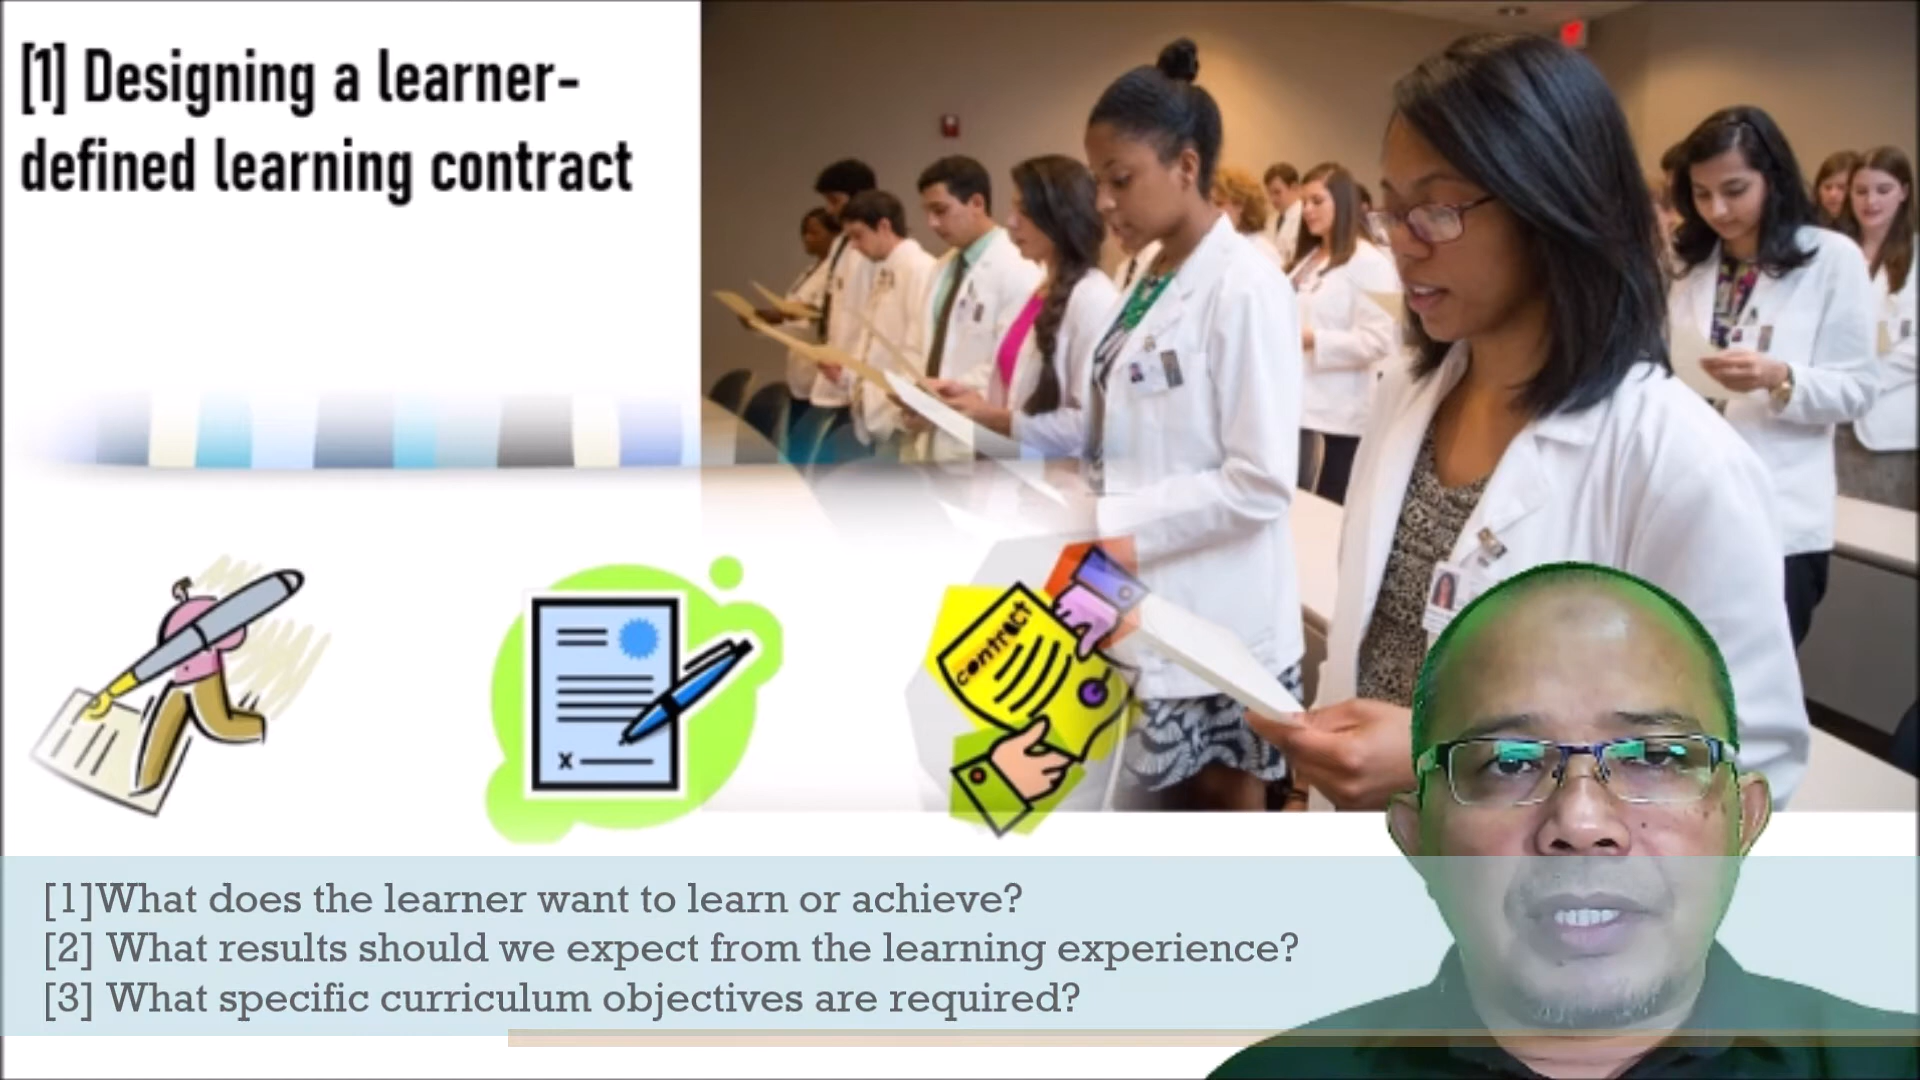 [1] Designing a learner-
defined learning contract
contract
x
[1]What does the learner want to learn or achieve?
[2] What results should we expect from the learning experience?
[3] What specific curriculum objectives are required?